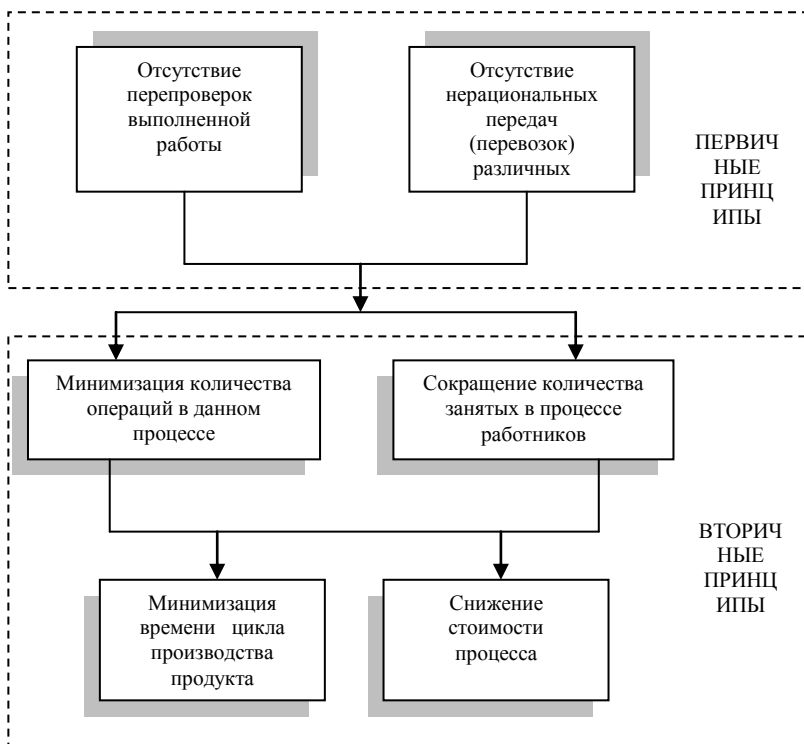 Отсутствие
перепроверок
выполненной
работы
Отсутствие
нерациональных
передач
(перевозок)
различных
ПЕРВИЧ
НЫЕ
ПРИНЦ
ИПЫ
Минимизация количества
операций в данном
процессе
Сокращение количества
занятых в процессе
работников
ВТОРИЧ
НЫЕ
ПРИНЦ
ИПЫ
Минимизация
времени цикла
производства
продукта
Снижение
стоимости
процесса